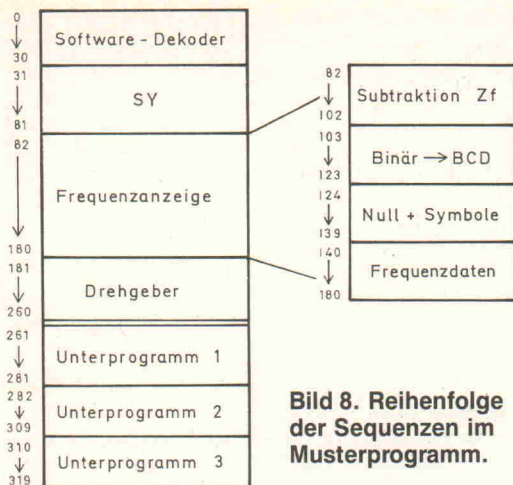 0
↓
30
Software - Dekoder
31
↓
81
SY
82
↓
180
Frequenzanzeige
181
↓
260
Drehgeber
261
↓
281
Unterprogramm 1
282
↓
309
Unterprogramm 2
310
↓
319
Unterprogramm 3
82
↓
102
Subtraktion Zf
103
↓
123
Binär → BCD
124
↓
139
Null + Symbole
140
↓
180
Frequenzdaten
Bild 8. Reihenfolge
der Sequenzen im
Musterprogramm.